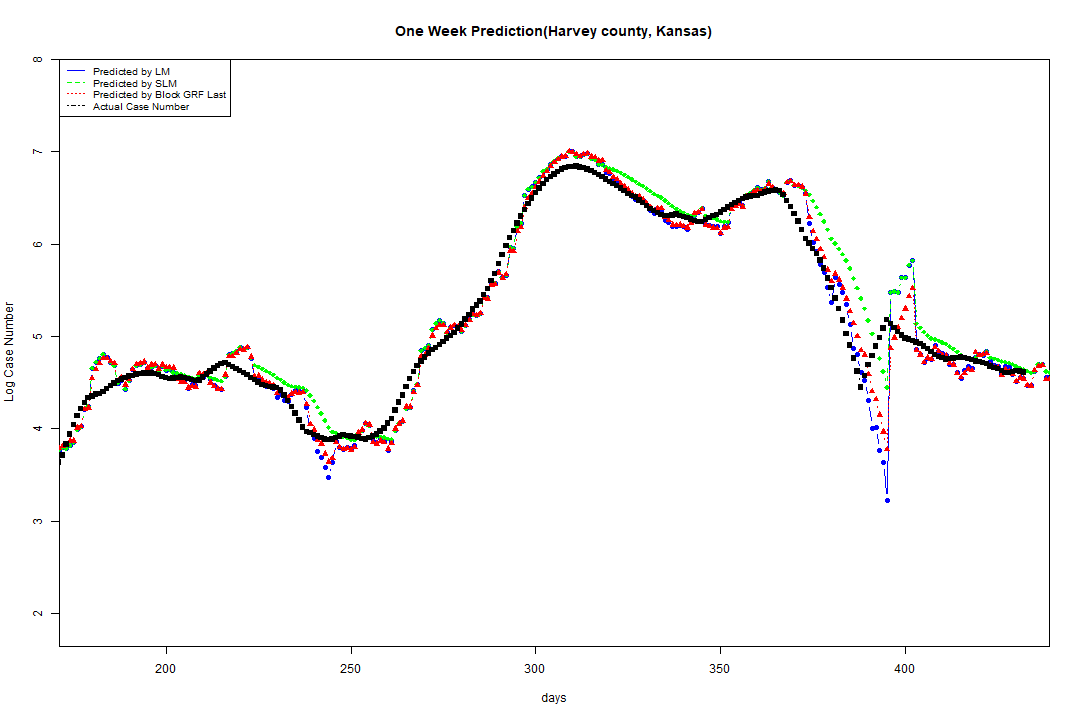 One Week Prediction(Harvey county, Kansas)
Predicted by LM
Predicted by SLM
Predicted by Block GRF Last
Actual Case Number
8
7
6
5
4
3
2
Log Case Number
200 250 300 350 400
days